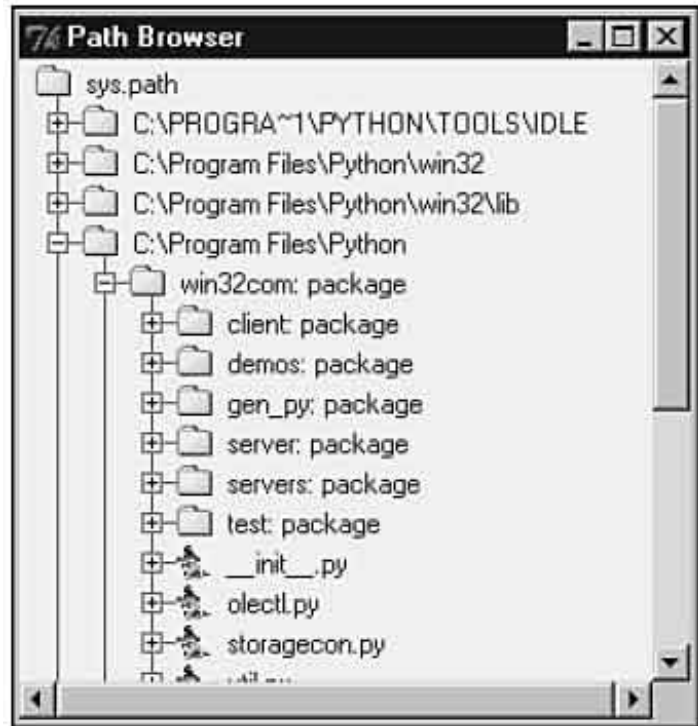 Path Browser
sys.path
C:\PROGRA~1\PYTHON\TOOLS\IDLE
C:\Program Files\Python\win32
C:\Program Files\Python\win32\lib
C:\Program Files\Python
win32com: package
client: package
demos: package
gen_py: package
server: package
servers: package
test: package
__init__.py
olectl.py
storagecon.py